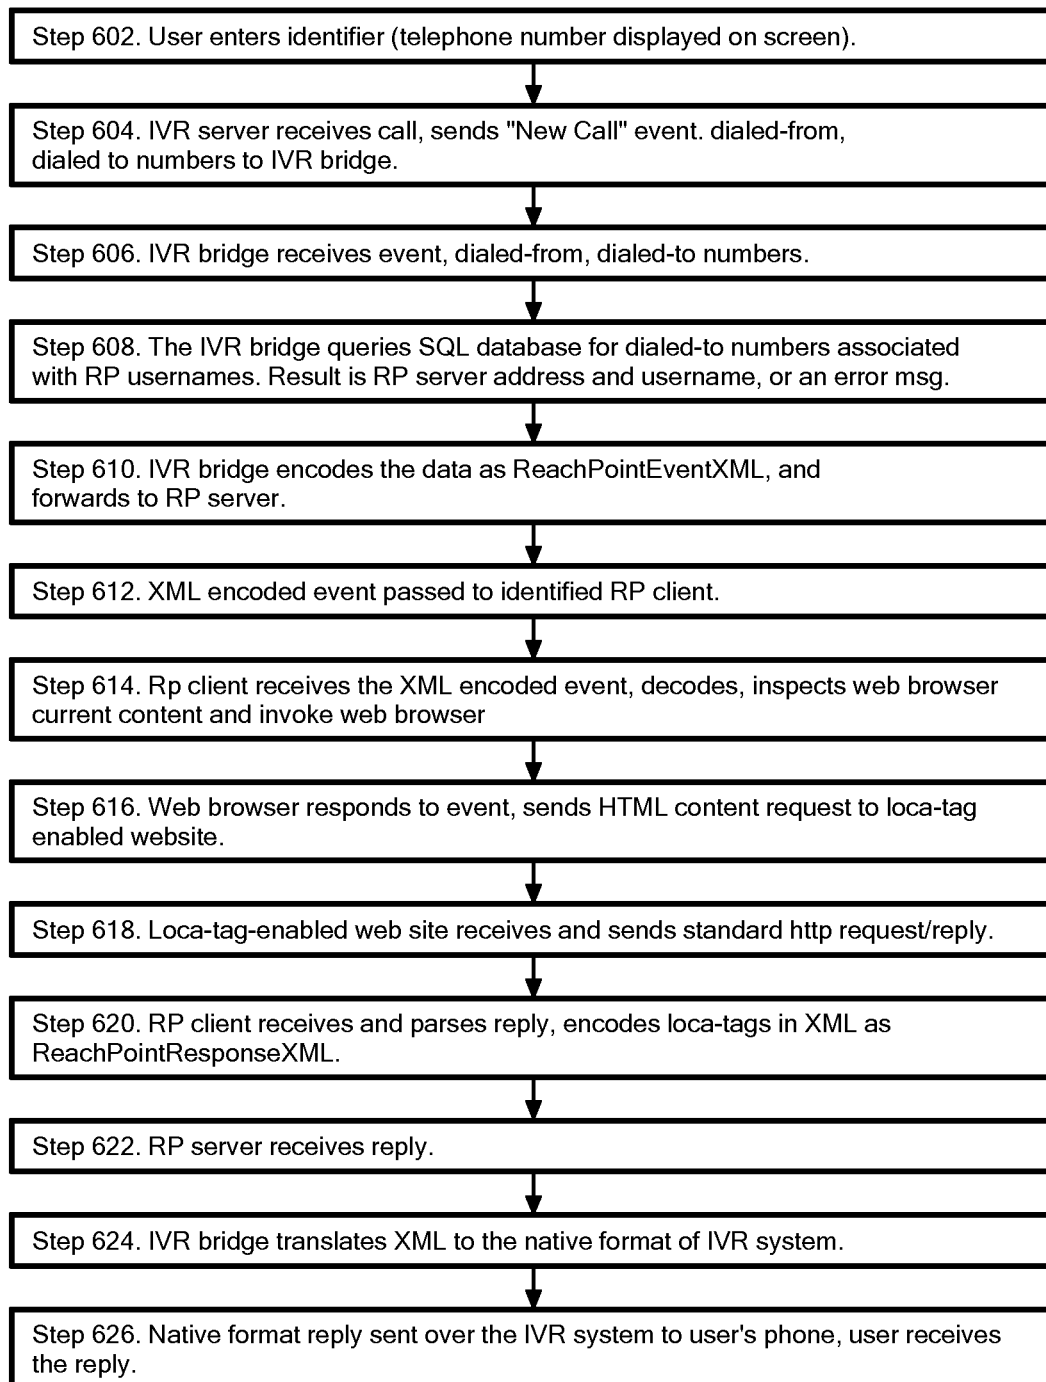 Step 602. User enters identifier (telephone number displayed on screen).
Step 604. IVR server receives call, sends "New Call" event. dialed-from,
dialed to numbers to IVR bridge.
Step 606. IVR bridge receives event, dialed-from, dialed-to numbers.
Step 608. The IVR bridge queries SQL database for dialed-to numbers associated
with RP usernames. Result is RP server address and username, or an error msg.
Step 610. IVR bridge encodes the data as ReachPointEventXML, and
forwards to RP server.
Step 612. XML encoded event passed to identified RP client.
Step 614. Rp client receives the XML encoded event, decodes, inspects web browser
current content and invoke web browser
Step 616. Web browser responds to event, sends HTML content request to loca-tag
enabled website.
Step 618. Loca-tag-enabled web site receives and sends standard http request/reply.
Step 620. RP client receives and parses reply, encodes loca-tags in XML as
ReachPointResponseXML.
Step 622. RP server receives reply.
Step 624. IVR bridge translates XML to the native format of IVR system.
Step 626. Native format reply sent over the IVR system to user's phone, user receives
the reply.